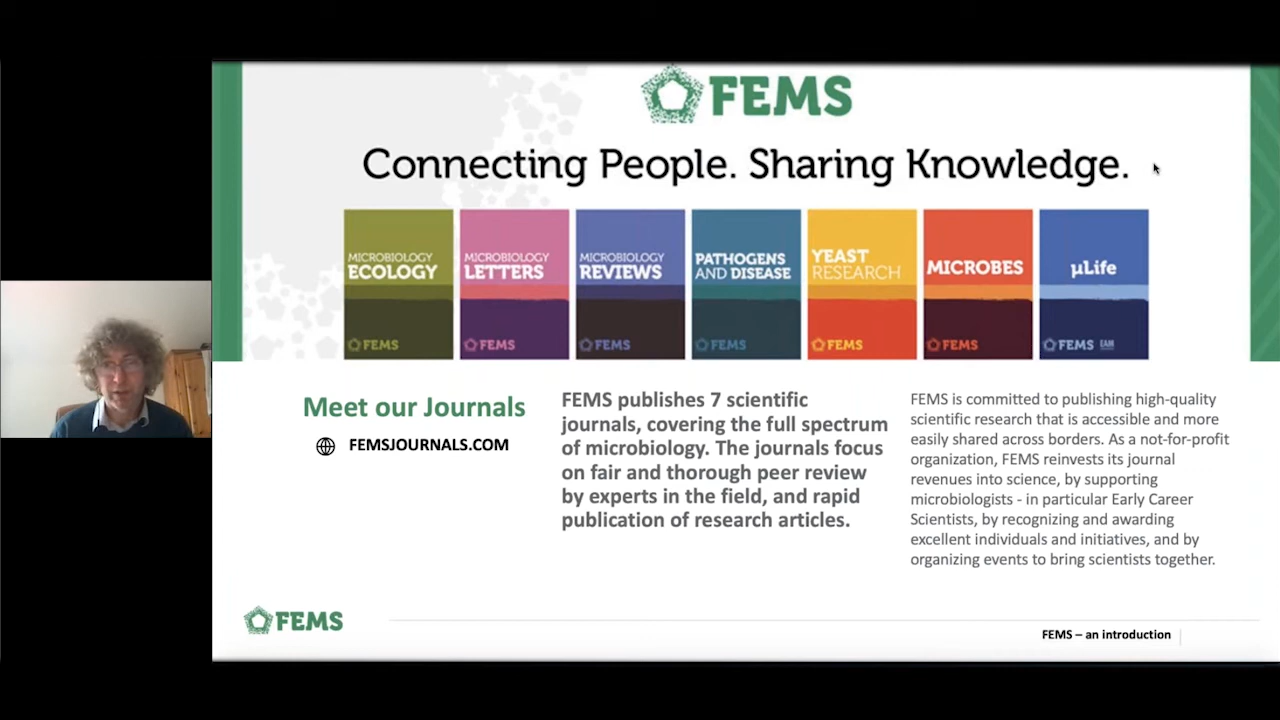 FEMS
Connecting People. Sharing Knowledge.
MICROBIOLOGY
ECOLOGY
FEMS
MICROBIOLOGY
LETTERS
FEMS
MICROBIOLOGY
REVIEWS
FEMS
PATHOGENS
AND DISEASE
FEMS
YEAST
RESEARCH
FEMS
MICROBES
FEMS
µLife
FEMS EAM
Meet our Journals
FEMSJOURNALS.COM
FEMS publishes 7 scientific
journals, covering the full spectrum
of microbiology. The journals focus
on fair and thorough peer review
by experts in the field, and rapid
publication of research articles.
FEMS is committed to publishing high-quality
scientific research that is accessible and more
easily shared across borders. As a not-for-profit
organization, FEMS reinvests its journal
revenues into science, by supporting
microbiologists - in particular Early Career
Scientists, by recognizing and awarding
excellent individuals and initiatives, and by
organizing events to bring scientists together.
FEMS
FEMS – an introduction